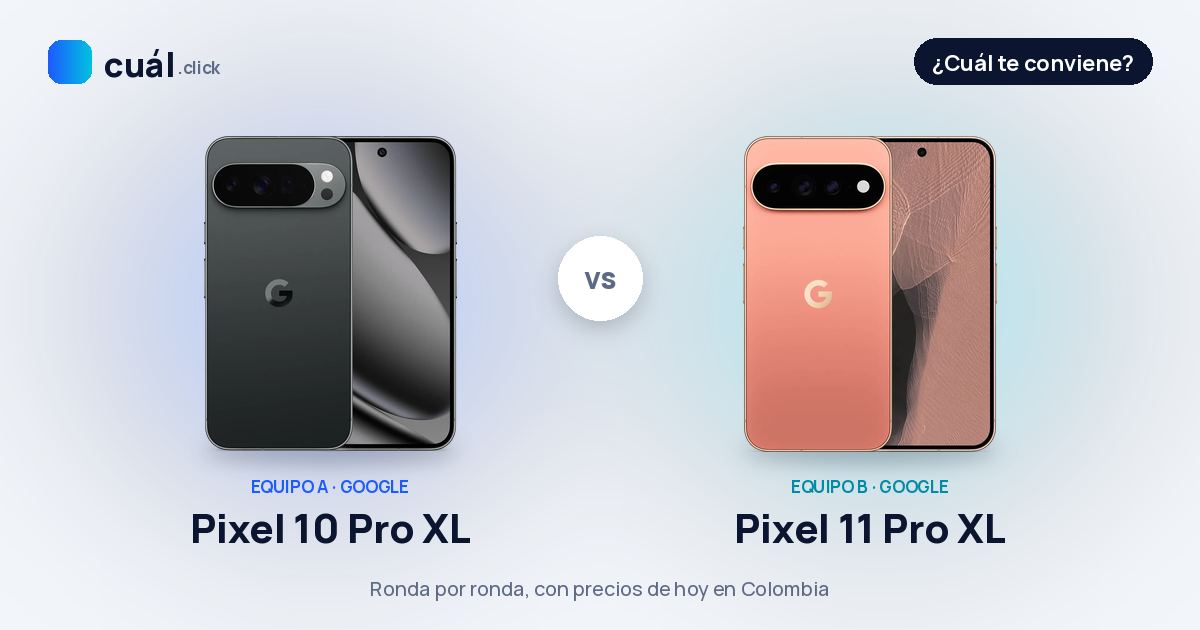 cuál.click
¿Cuál te conviene?
VS
EQUIPO A · GOOGLE
Pixel 10 Pro XL
EQUIPO B · GOOGLE
Pixel 11 Pro XL
Ronda por ronda, con precios de hoy en Colombia